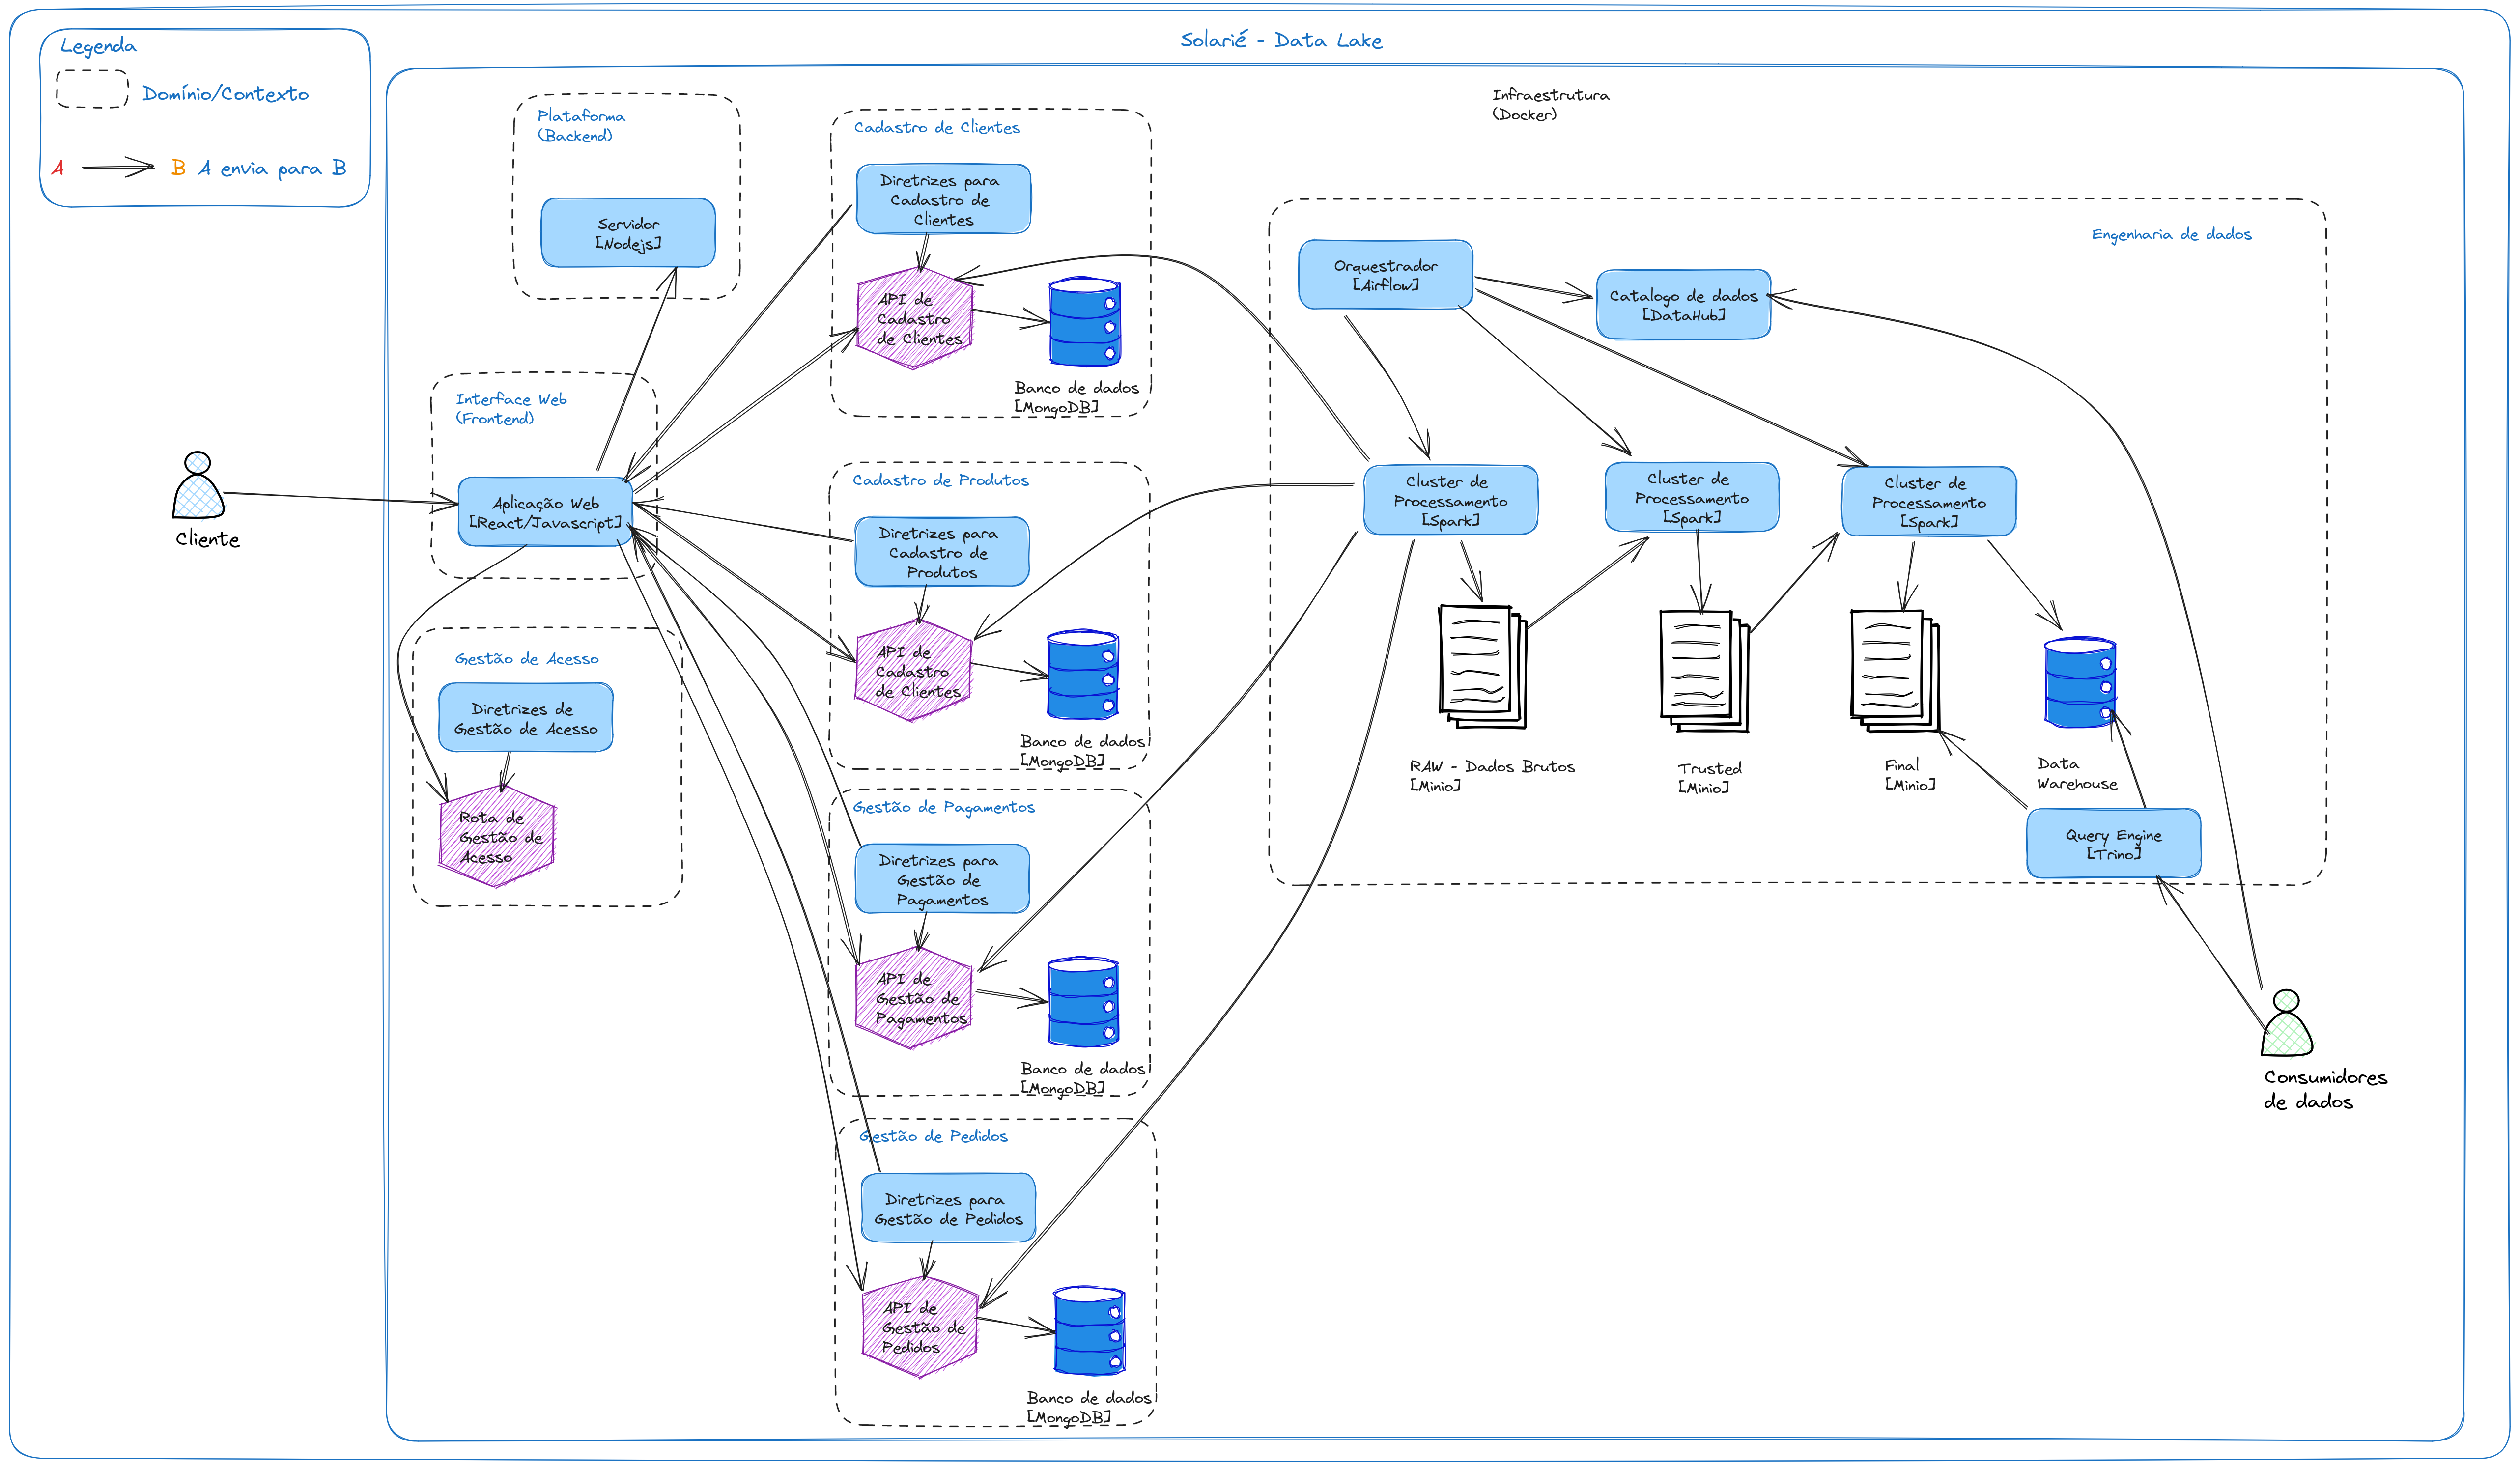 Solarié - Data Lake
Legenda
Domínio/Contexto
A
B
A envia para B
Infraestrutura
(Docker)
Plataforma
(Backend)
Servidor
[Nodejs]
Interface Web
(Frontend)
Aplicação Web
[React/Javascript]
Cliente
Gestão de Acesso
Diretrizes de
Gestão de Acesso
Rota de
Gestão de
Acesso
Cadastro de Clientes
Diretrizes para
Cadastro de
Clientes
API de
Cadastro
de Clientes
Banco de dados
[MongoDB]
Cadastro de Produtos
Diretrizes para
Cadastro de
Produtos
API de
Cadastro
de Clientes
Banco de dados
[MongoDB]
Gestão de Pagamentos
Diretrizes para
Gestão de
Pagamentos
API de
Gestão de
Pagamentos
Banco de dados
[MongoDB]
Gestão de Pedidos
Diretrizes para
Gestão de Pedidos
API de
Gestão de
Pedidos
Banco de dados
[MongoDB]
Engenharia de dados
Orquestrador
[Airflow]
Catalogo de dados
[DataHub]
Cluster de
Processamento
[Spark]
Cluster de
Processamento
[Spark]
Cluster de
Processamento
[Spark]
RAW - Dados Brutos
[Minio]
Trusted
[Minio]
Final
[Minio]
Data
Warehouse
Query Engine
[Trino]
Consumidores
de dados